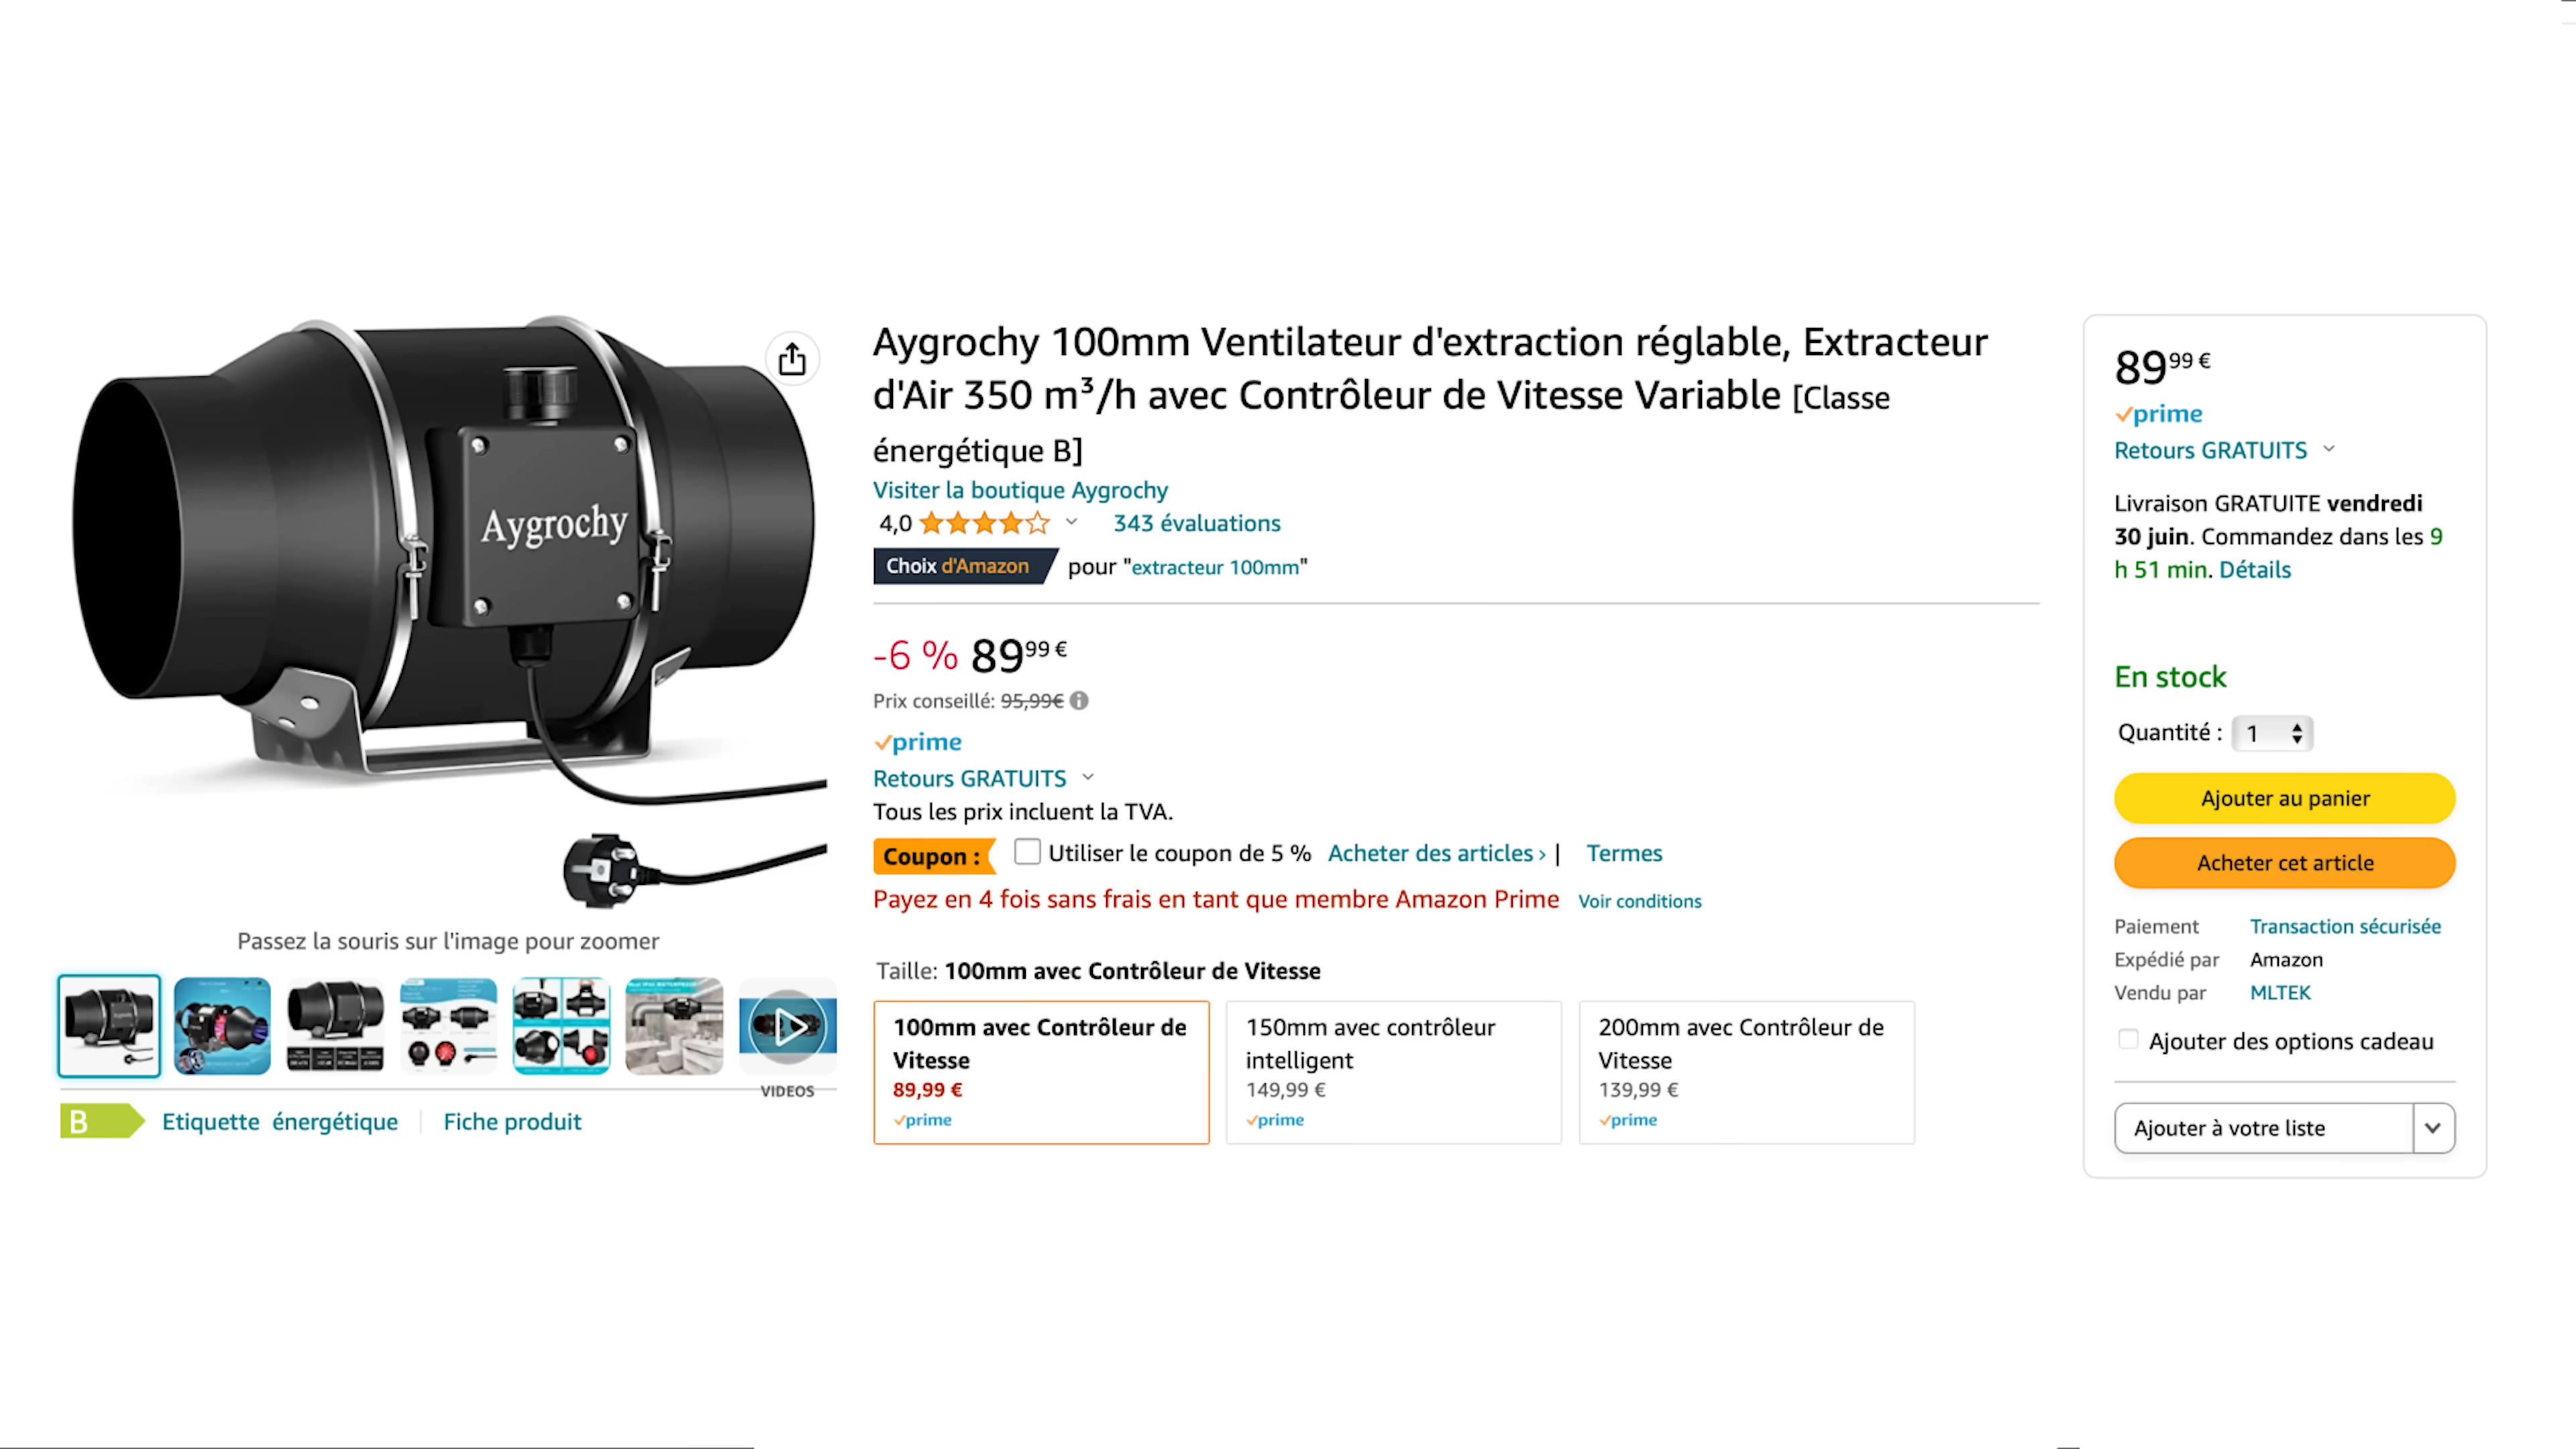 Aygrochy
Passez la souris sur l'image pour zoomer
VIDEOS
B
Etiquette énergétique
Fiche produit
Aygrochy 100mm Ventilateur d'extraction réglable, Extracteur
d'Air 350 m³/h avec Contrôleur de Vitesse Variable [Classe
énergétique B]
Visiter la boutique Aygrochy
4,0 343 évaluations
Choix d'Amazon pour "extracteur 100mm"
-6 % 89⁹⁹ €
Prix conseillé: 95,99€
prime
Retours GRATUITS
Tous les prix incluent la TVA.
Coupon : Utiliser le coupon de 5 % Acheter des articles › | Termes
Payez en 4 fois sans frais en tant que membre Amazon Prime Voir conditions
Taille: 100mm avec Contrôleur de Vitesse
100mm avec Contrôleur de
Vitesse
89,99 €
prime
150mm avec contrôleur
intelligent
149,99 €
prime
200mm avec Contrôleur de
Vitesse
139,99 €
prime
89⁹⁹ €
prime
Retours GRATUITS
Livraison GRATUITE vendredi
30 juin. Commandez dans les 9
h 51 min. Détails
En stock
Quantité : 1
Ajouter au panier
Acheter cet article
Paiement Transaction sécurisée
Expédié par Amazon
Vendu par MLTEK
Ajouter des options cadeau
Ajouter à votre liste